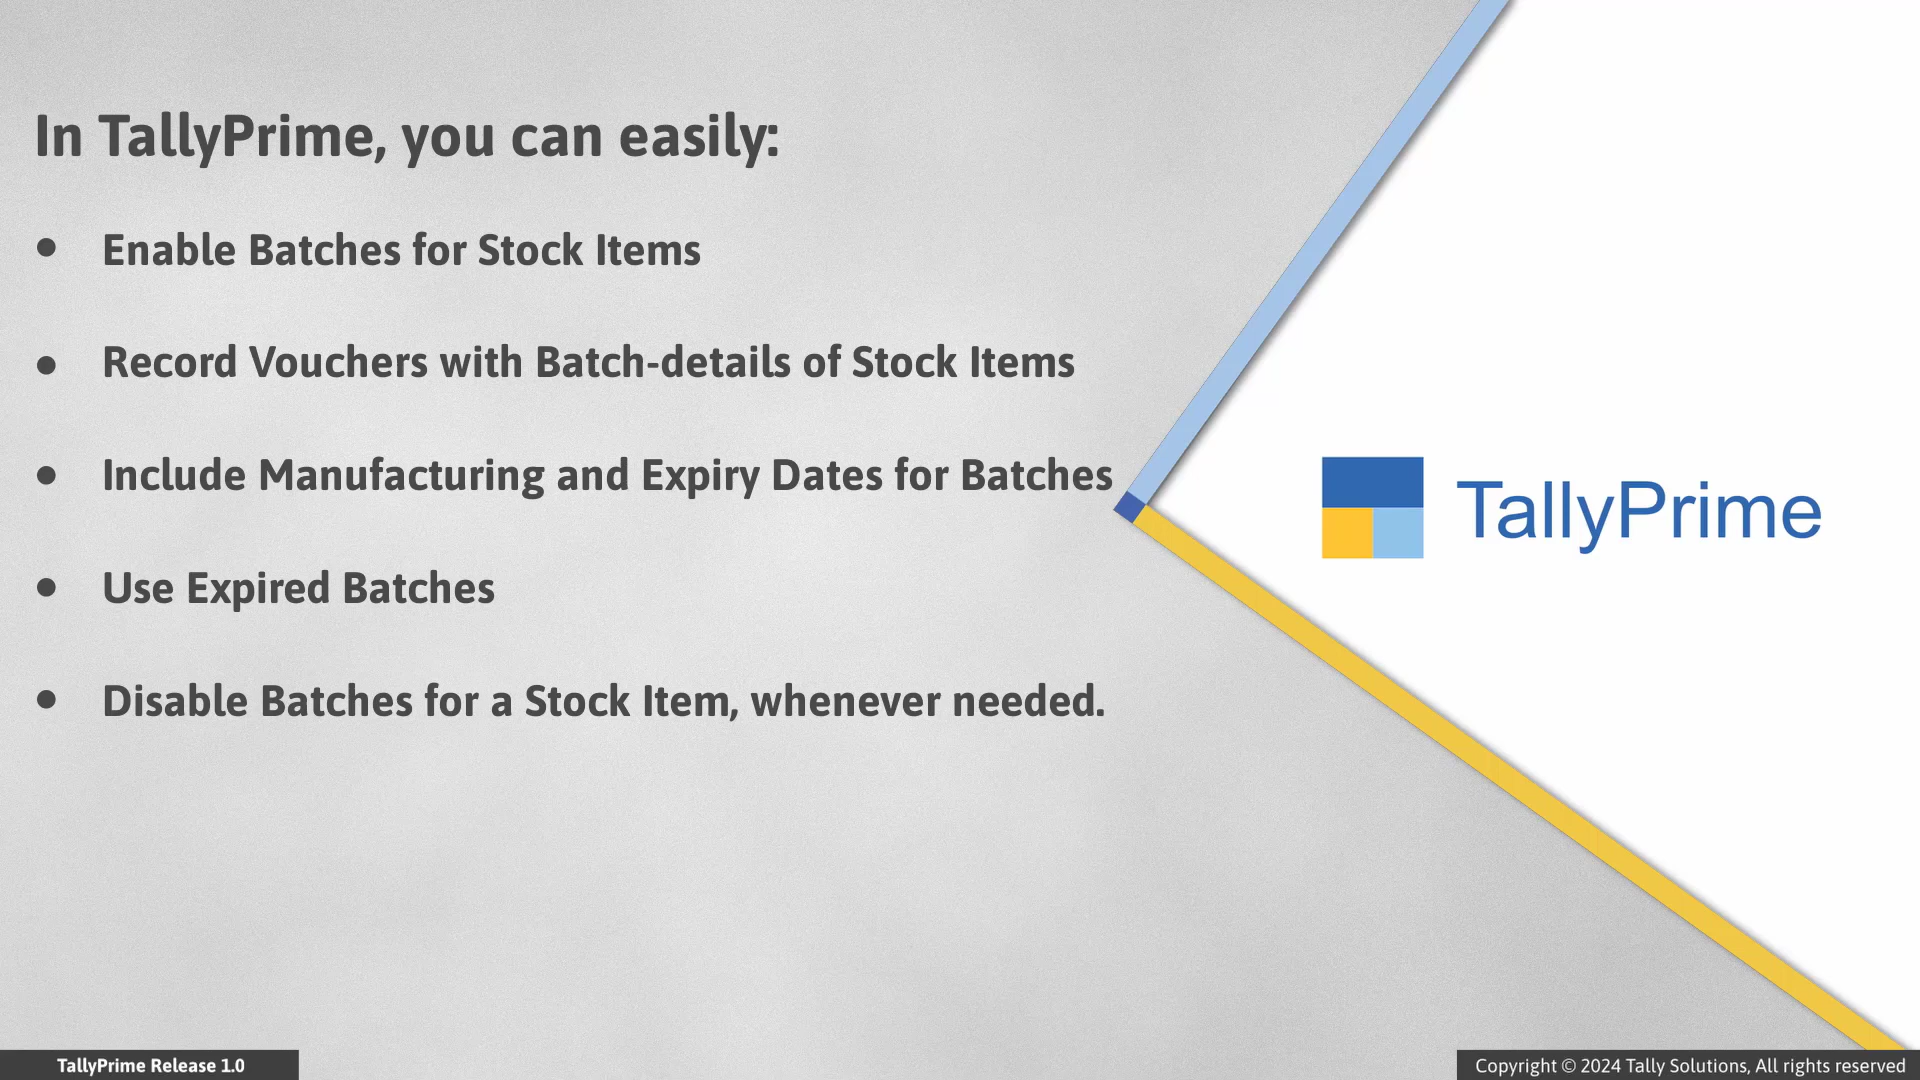 In TallyPrime, you can easily:
• Enable Batches for Stock Items
• Record Vouchers with Batch-details of Stock Items
• Include Manufacturing and Expiry Dates for Batches
• Use Expired Batches
• Disable Batches for a Stock Item, whenever needed.
TallyPrime
TallyPrime Release 1.0
Copyright © 2024 Tally Solutions, All rights reserved